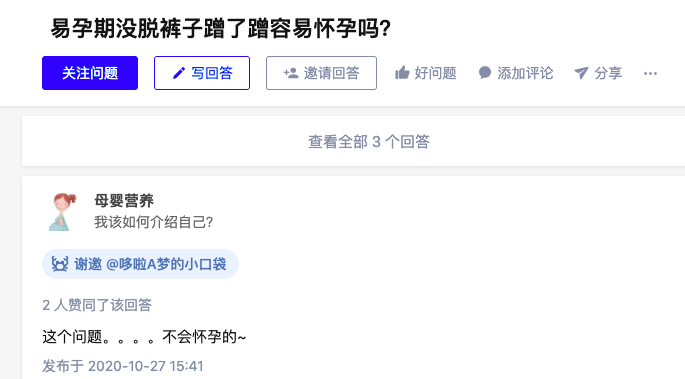 易孕期没脱裤子蹭了蹭容易怀孕吗?
关注问题 写回答 邀请回答 好问题 添加评论 分享 ...
查看全部 3 个回答
母婴营养
我该如何介绍自己?
谢邀 @哆啦A梦的小口袋
2 人赞同了该回答
这个问题。。。。不会怀孕的~
发布于 2020-10-27 15:41